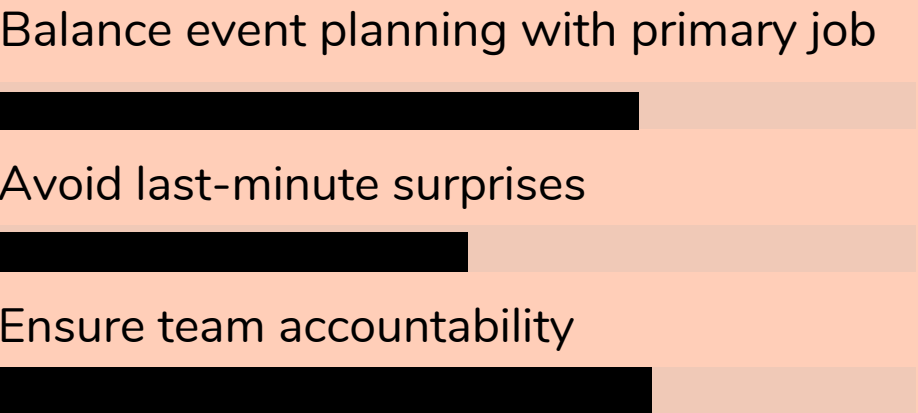 Balance event planning with primary job
Avoid last-minute surprises
Ensure team accountability